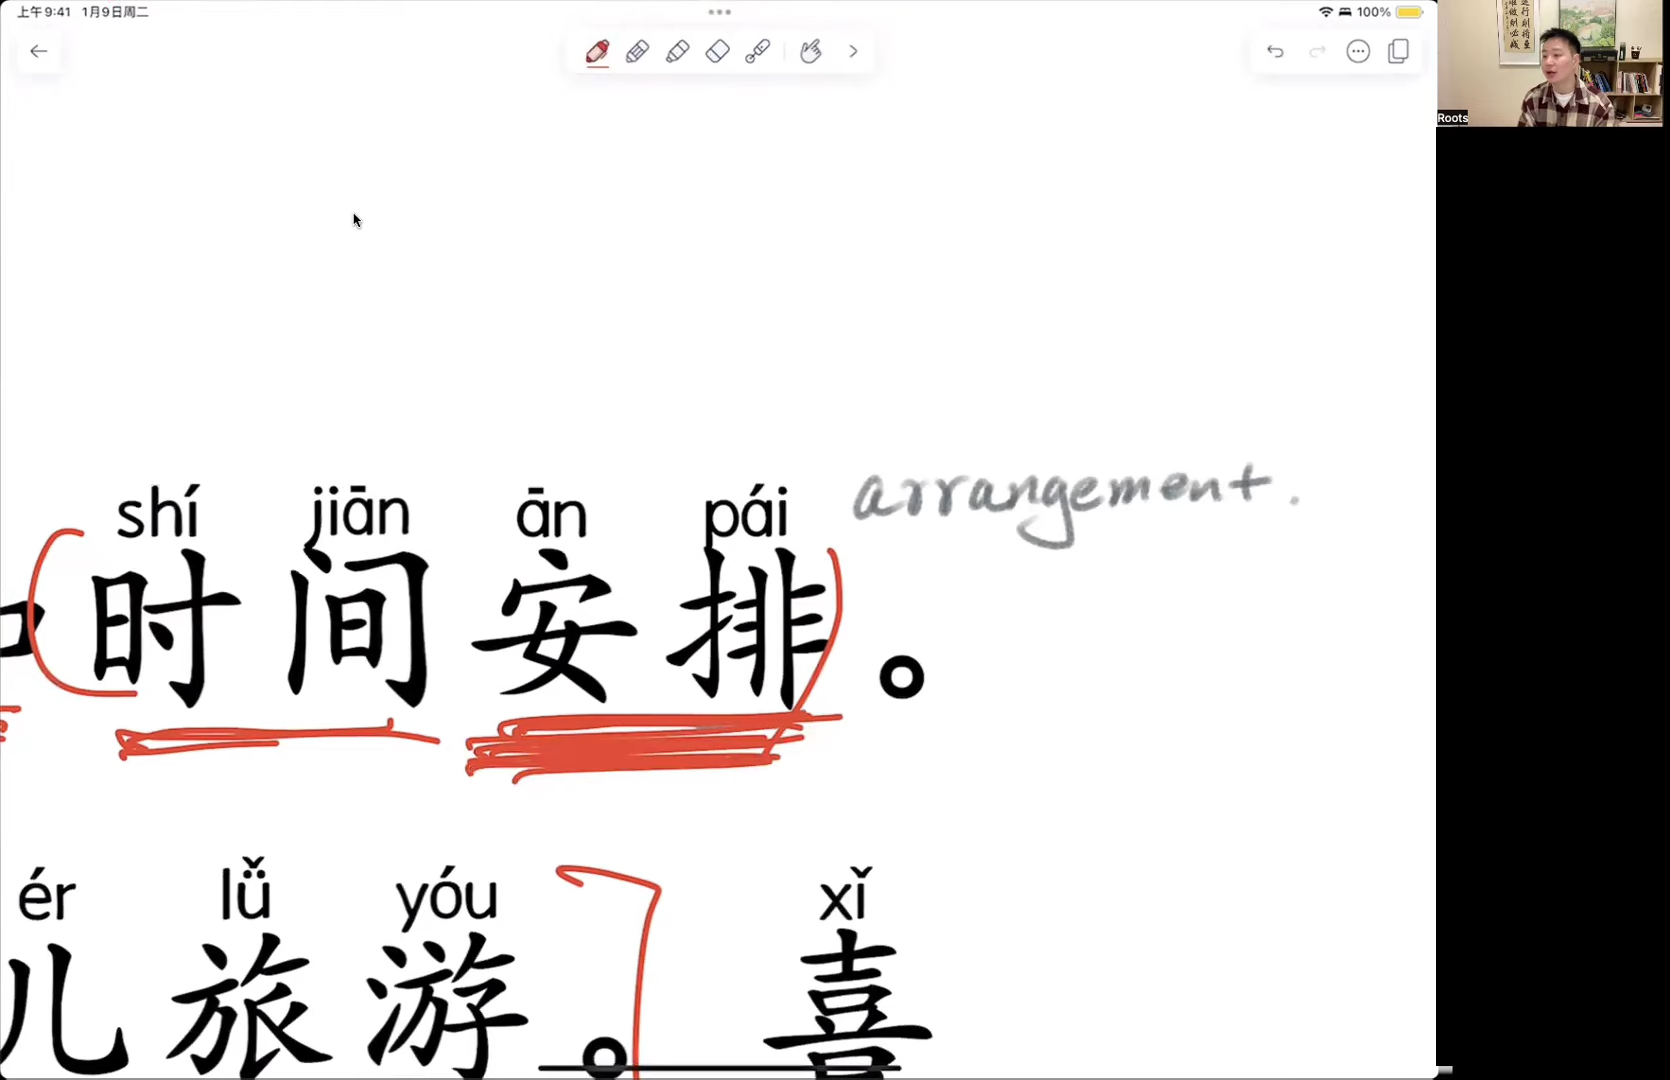 上午9:41 1月9日周二
100%
Roots
shí jiān ān pái arrangement.
时间安排。
ér lǚ yóu xǐ
儿旅游。喜